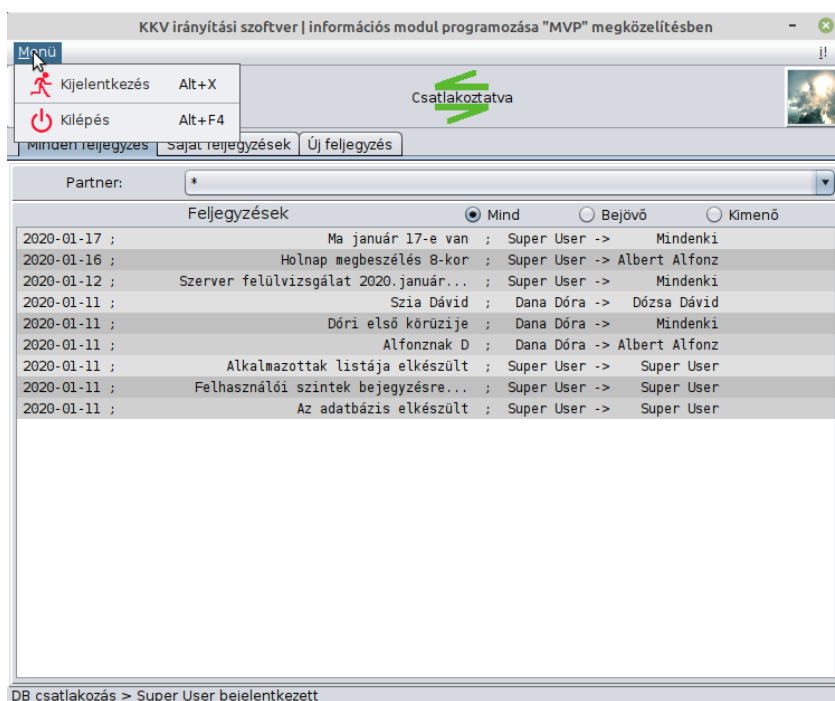 KKV irányítási szoftver | információs modul programozása "MVP" megközelítésben
Menü
i!
Kijelentkezés Alt+X
Kilépés Alt+F4
Csatlakoztatva
Minden feljegyzés Saját feljegyzések Új feljegyzés
Partner: *
Feljegyzések Mind Bejövő Kimenő
2020-01-17 ; Ma január 17-e van ; Super User -> Mindenki
2020-01-16 ; Holnap megbeszélés 8-kor ; Super User -> Albert Alfonz
2020-01-12 ; Szerver felülvizsgálat 2020.január... ; Super User -> Mindenki
2020-01-11 ; Szia Dávid ; Dana Dóra -> Dózsa Dávid
2020-01-11 ; Dóri első körüzije ; Dana Dóra -> Mindenki
2020-01-11 ; Alfonznak D ; Dana Dóra -> Albert Alfonz
2020-01-11 ; Alkalmazottak listája elkészült ; Super User -> Super User
2020-01-11 ; Felhasználói szintek bejegyzésre... ; Super User -> Super User
2020-01-11 ; Az adatbázis elkészült ; Super User -> Super User
DB csatlakozás > Super User bejelentkezett